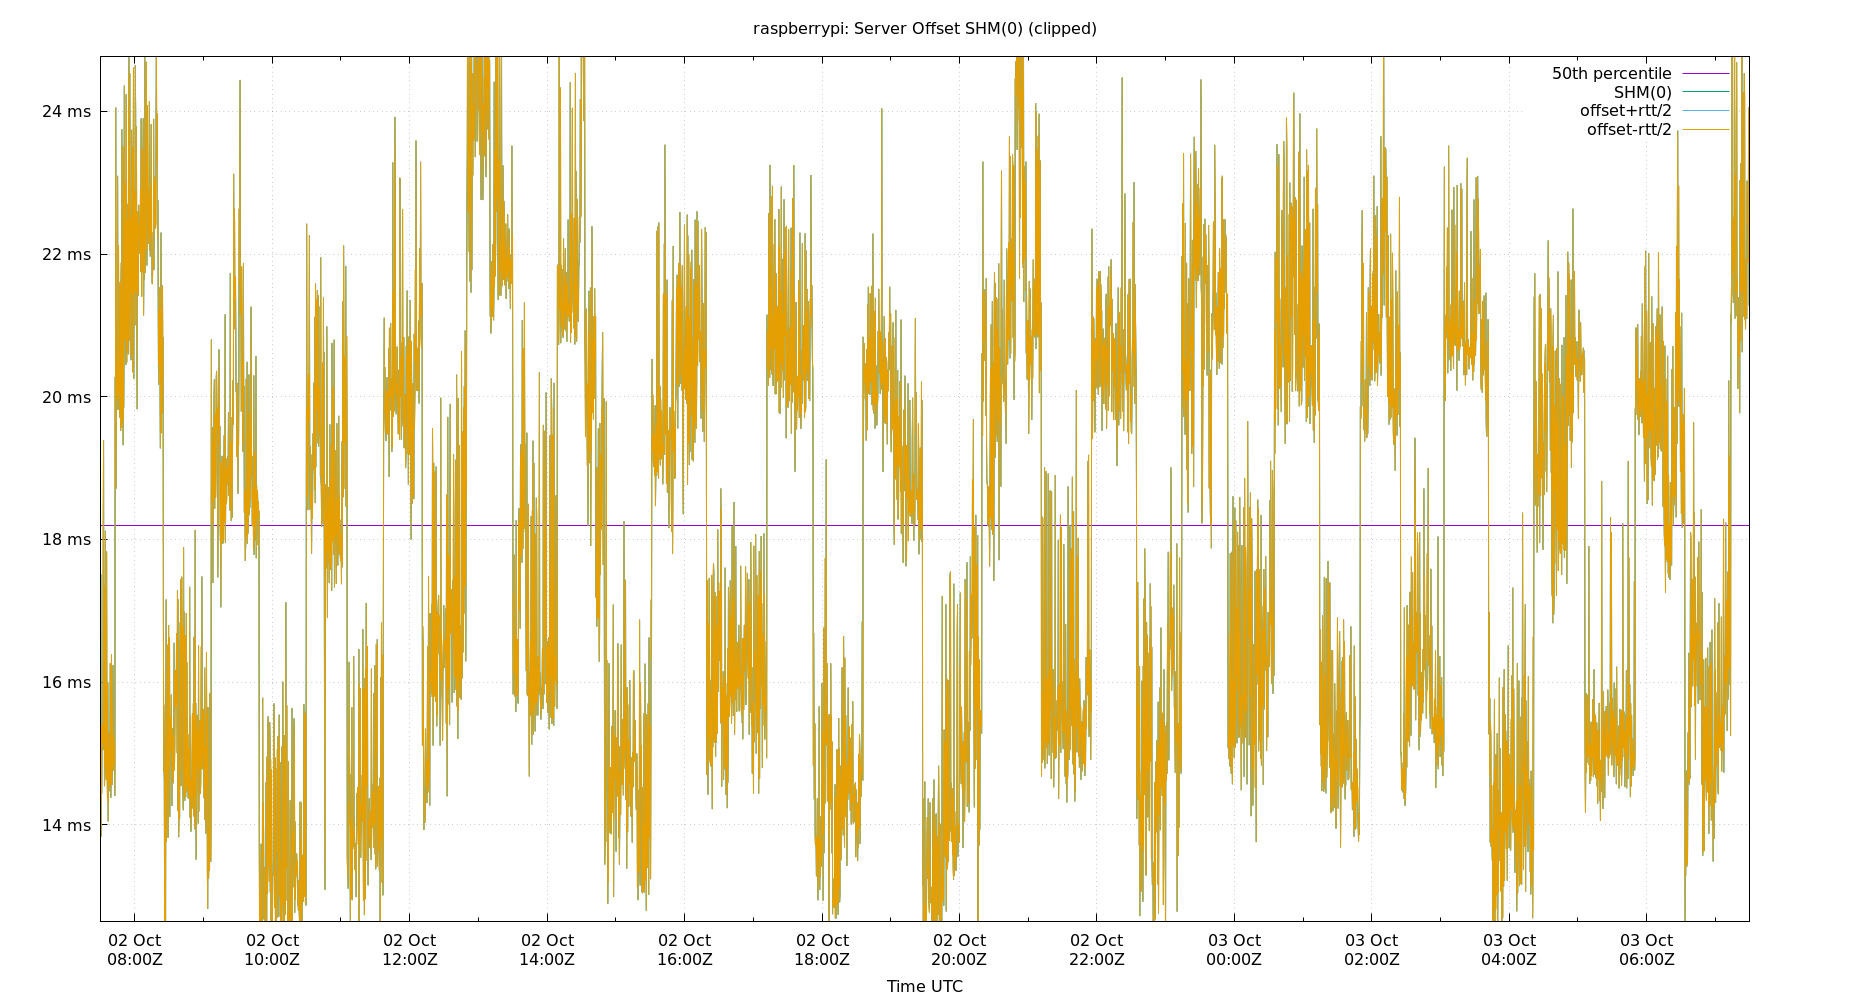 raspberrypi: Server Offset SHM(0) (clipped)
50th percentile
SHM(0)
offset+rtt/2
offset-rtt/2
24 ms
22 ms
20 ms
18 ms
16 ms
14 ms
02 Oct 02 Oct 02 Oct 02 Oct 02 Oct 02 Oct 02 Oct 02 Oct 03 Oct 03 Oct 03 Oct 03 Oct
08:00Z 10:00Z 12:00Z 14:00Z 16:00Z 18:00Z 20:00Z 22:00Z 00:00Z 02:00Z 04:00Z 06:00Z
Time UTC